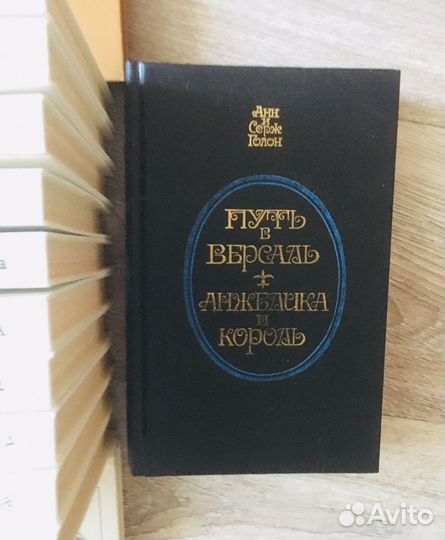 Анн
и
Серж
Голон
ПУТЬ
В
ВЕРСАЛЬ
АНЖЕЛИКА
И
КОРОЛЬ
Avito